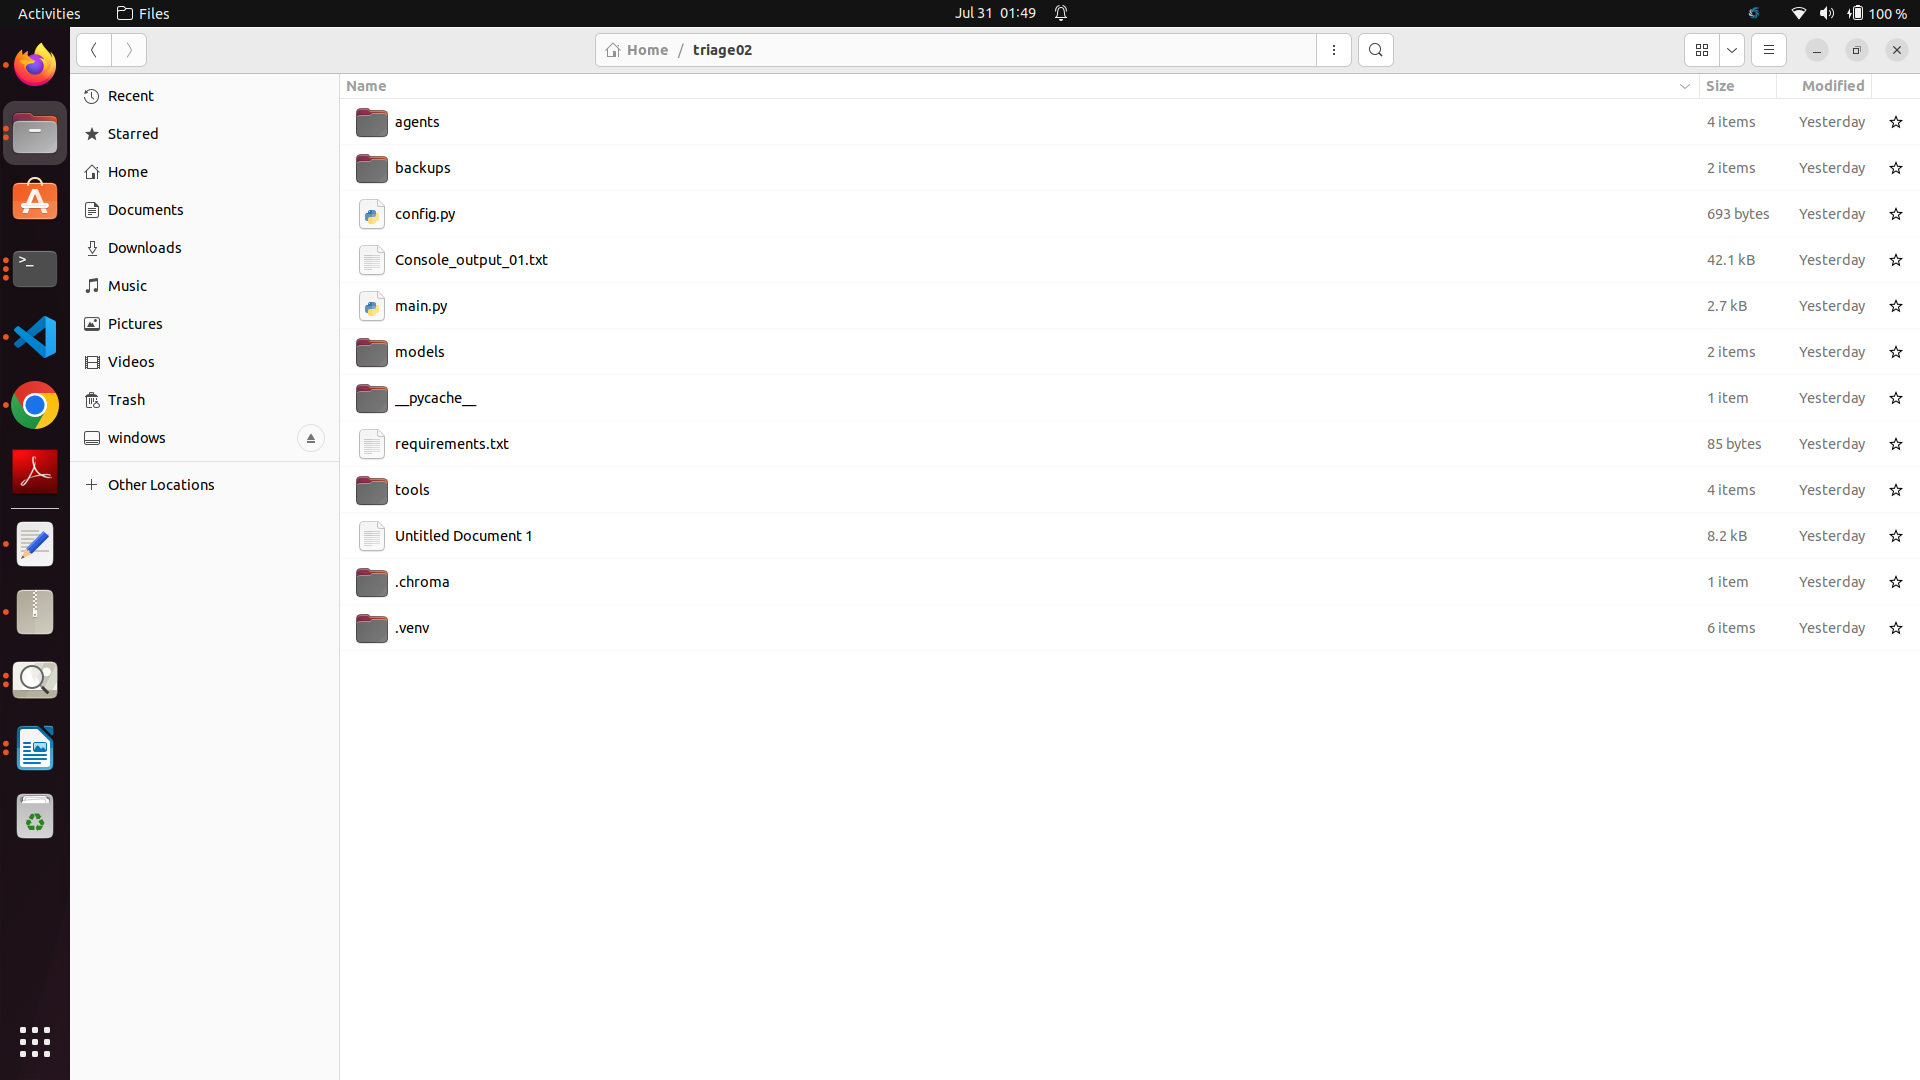 Activities Files Jul 31 01:49 100 %
Home / triage02
Name Size Modified
Recent
Starred
Home
Documents
Downloads
Music
Pictures
Videos
Trash
windows
Other Locations
agents 4 items Yesterday
backups 2 items Yesterday
config.py 693 bytes Yesterday
Console_output_01.txt 42.1 kB Yesterday
main.py 2.7 kB Yesterday
models 2 items Yesterday
__pycache__ 1 item Yesterday
requirements.txt 85 bytes Yesterday
tools 4 items Yesterday
Untitled Document 1 8.2 kB Yesterday
.chroma 1 item Yesterday
.venv 6 items Yesterday